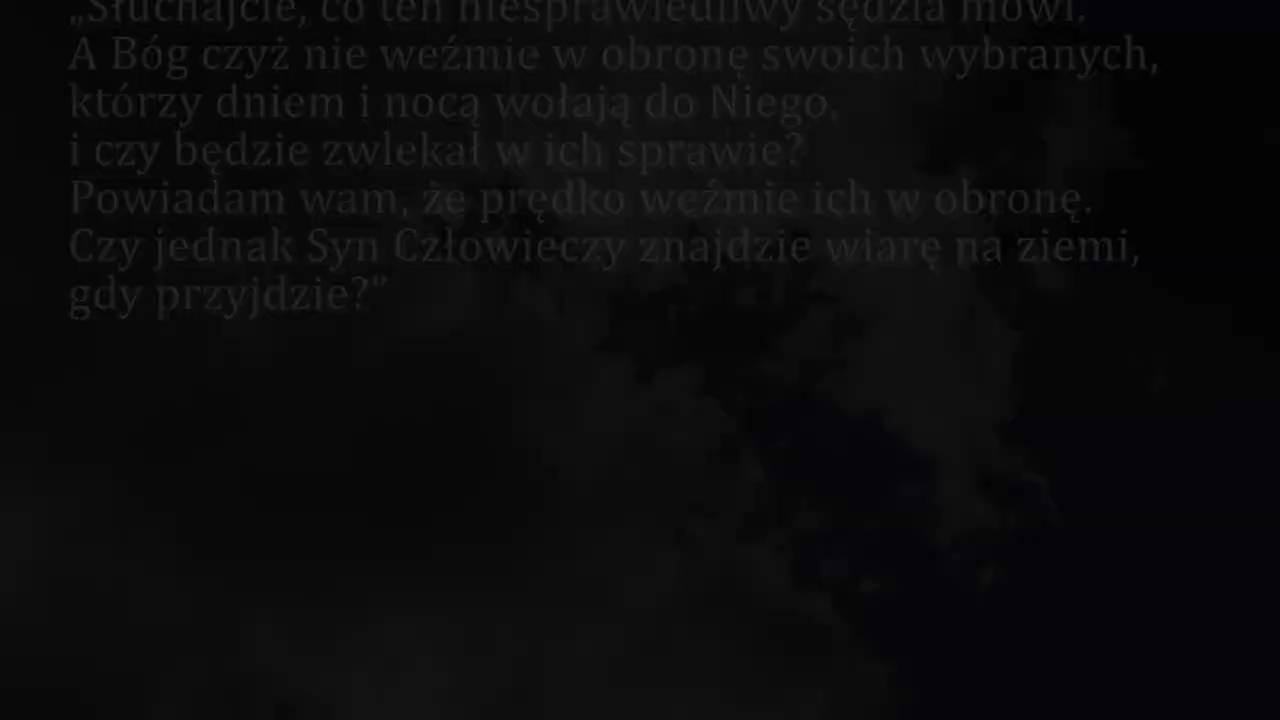 „Słuchajcie, co ten niesprawiedliwy sędzia mówi.
A Bóg czyż nie weźmie w obronę swoich wybranych,
którzy dniem i nocą wołają do Niego,
i czy będzie zwlekał w ich sprawie?
Powiadam wam, że prędko weźmie ich w obronę.
Czy jednak Syn Człowieczy znajdzie wiarę na ziemi,
gdy przyjdzie?”